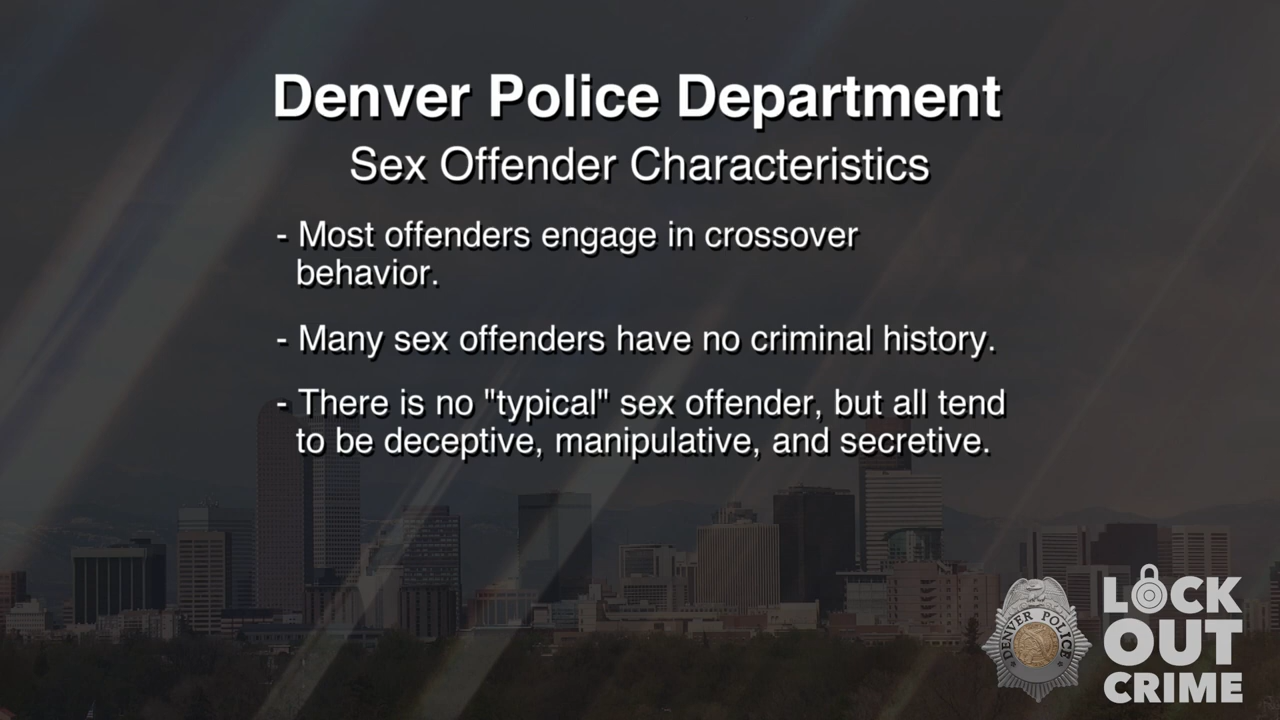 Denver Police Department
Sex Offender Characteristics
- Most offenders engage in crossover
behavior.
- Many sex offenders have no criminal history.
- There is no "typical" sex offender, but all tend
to be deceptive, manipulative, and secretive.
DENVER POLICE
LOCK
OUT
CRIME